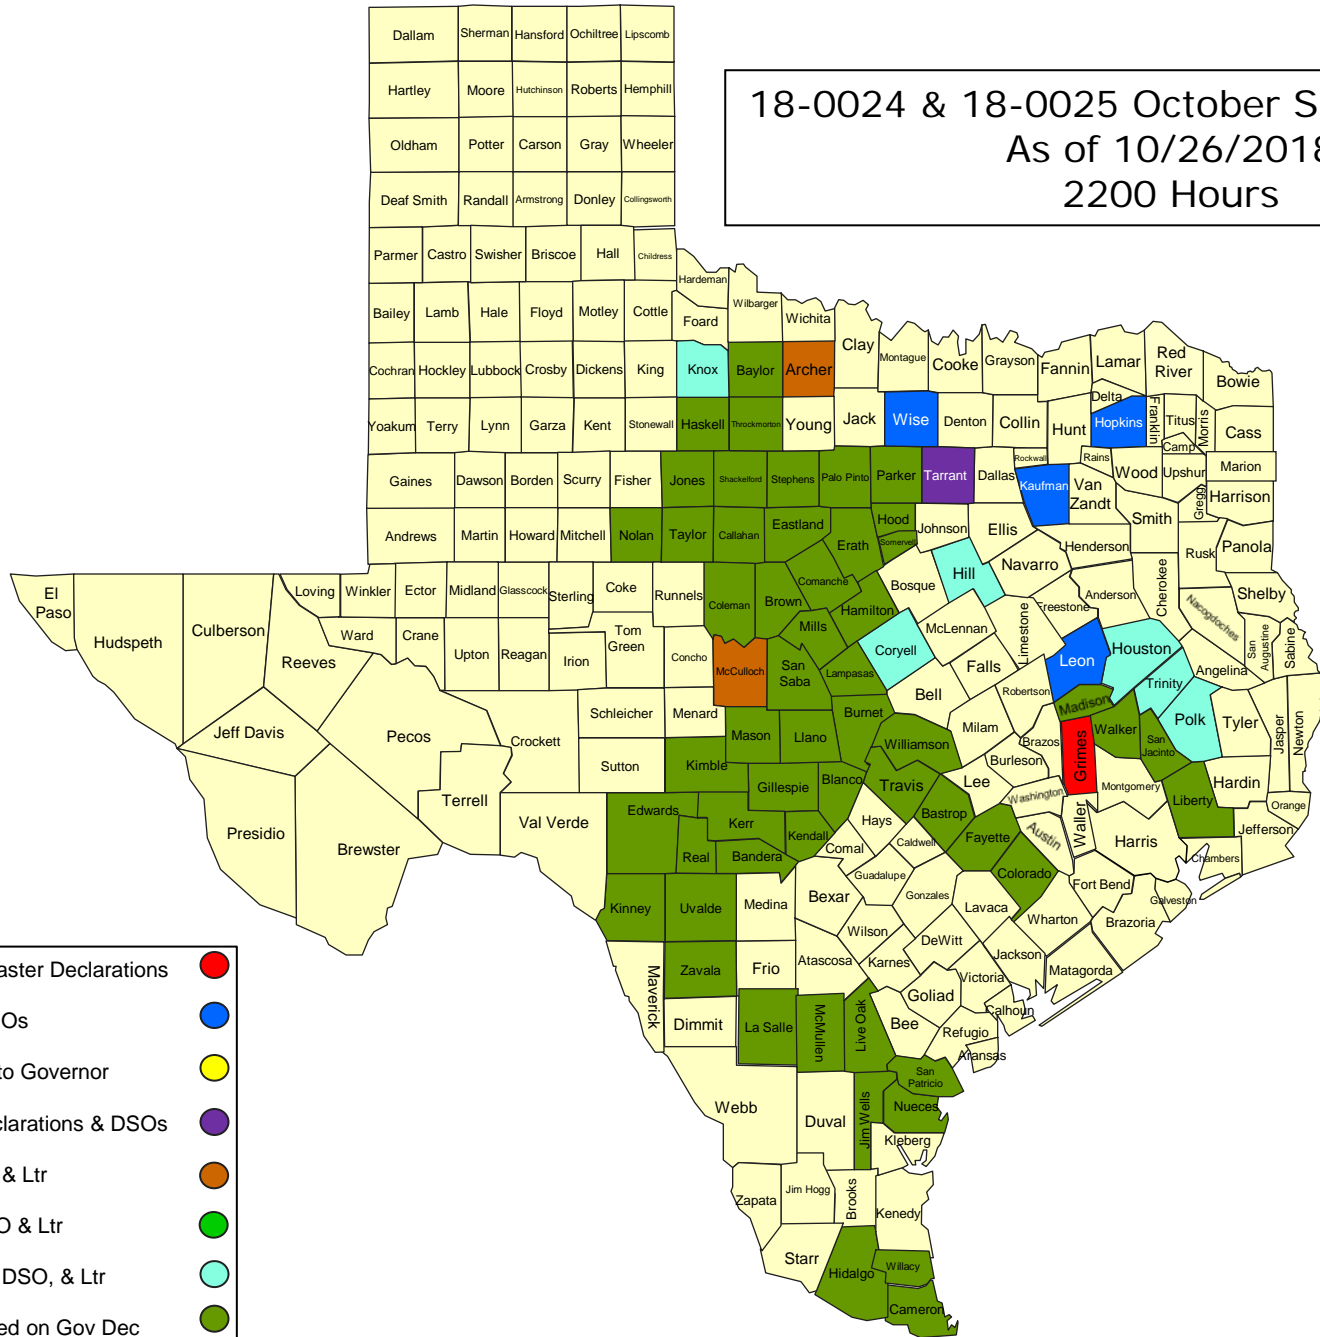 Dallam Sherman Hansford Ochiltree Lipscomb
Hartley Moore Hutchinson Roberts Hemphill
18-0024 & 18-0025 October S
As of 10/26/2018
2200 Hours
Oldham Potter Carson Gray Wheeler
Deaf Smith Randall Armstrong Donley Collingsworth
Parmer Castro Swisher Briscoe Hall Childress
Hardeman
Bailey Lamb Hale Floyd Motley Cottle Foard Wilbarger Wichita Clay
Montague Cooke Grayson Fannin Lamar Red
River
Bowie
Cochran Hockley Lubbock Crosby Dickens King Knox Baylor Archer
Delta
Yoakum Terry Lynn Garza Kent Stonewall Haskell Throckmorton Young Jack Wise Denton Collin Hunt Hopkins Franklin Titus Morris Cass
Camp
Gaines Dawson Borden Scurry Fisher Jones Shackelford Stephens Palo Pinto Parker Tarrant Dallas Rockwall Kaufman Rains Wood Upshur Marion
Van
Zandt
Gregg Harrison
Andrews Martin Howard Mitchell Nolan Taylor Callahan Eastland Erath Hood Somervell Johnson Ellis Henderson Smith Rusk Panola
El
Paso
Hudspeth Culberson Loving Winkler Ector Midland Glasscock Sterling Coke Runnels Coleman Brown Comanche Hamilton Bosque Hill Navarro Freestone Anderson Cherokee Nacogdoches Shelby
Reeves Ward Crane Upton Reagan Irion Tom
Green
Concho McCulloch San
Saba
Mills Lampasas Coryell McLennan Falls Limestone Leon Houston Trinity Angelina San
Augustine
Sabine
Jeff Davis Pecos Crockett Schleicher Menard Mason Llano Burnet Bell Milam Robertson Madison Walker San
Jacinto
Polk Tyler Jasper Newton
Presidio Brewster Terrell Val Verde Sutton Kimble Gillespie Blanco Williamson Travis Lee Burleson Brazos Grimes Montgomery Liberty Hardin Orange
Edwards Real Kerr Bandera Kendall Hays Comal Caldwell Bastrop Fayette Washington Austin Waller Harris Chambers Jefferson
Kinney Uvalde Medina Bexar Guadalupe Gonzales Lavaca Colorado Wharton Fort Bend Brazoria Galveston
Maverick Zavala Frio Atascosa Wilson Karnes DeWitt Jackson Victoria Matagorda
Dimmit La Salle McMullen Live Oak Bee Goliad Refugio Calhoun Aransas
Webb Duval Jim Wells San
Patricio
Nueces Kleberg
Zapata Jim Hogg Brooks Kenedy
Starr Hidalgo Willacy Cameron
aster Declarations
Os
to Governor
clarations & DSOs
& Ltr
O & Ltr
DSO, & Ltr
ed on Gov Dec